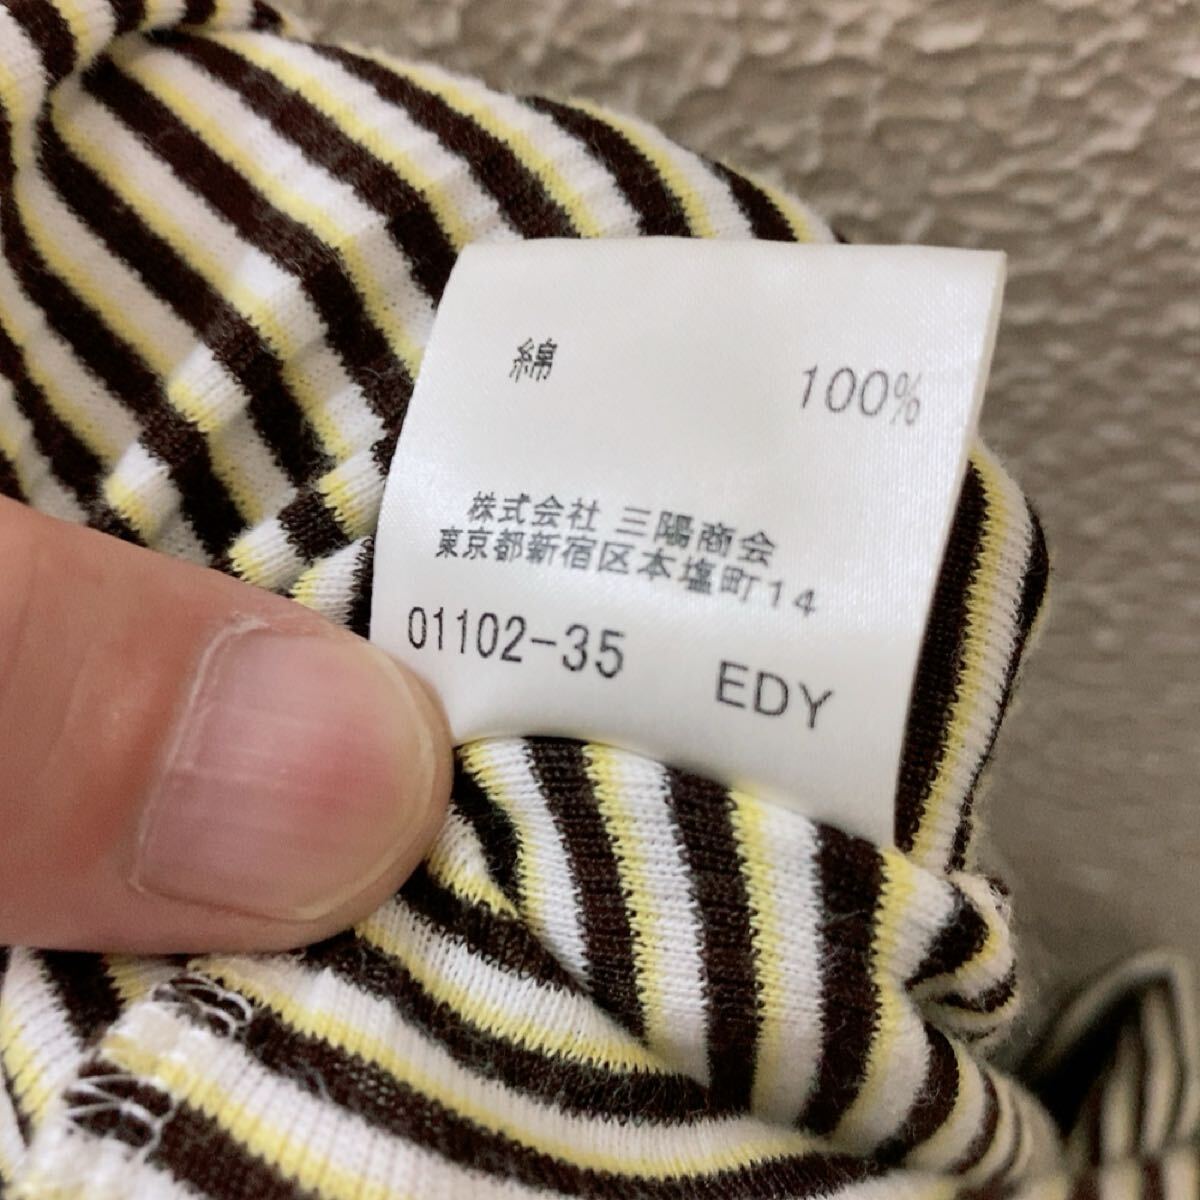 綿 100%
株式会社 三陽商会
東京都新宿区本塩町14
01102-35 EDY